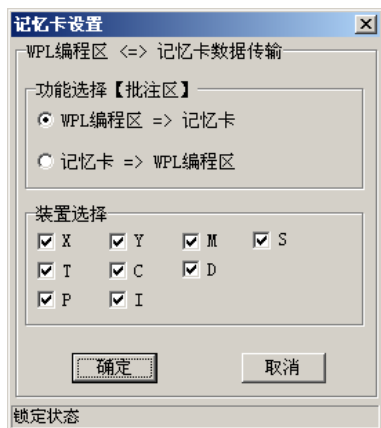 记忆卡设置
WPL编程区 <=> 记忆卡数据传输
功能选择【批注区】
WPL编程区 => 记忆卡
记忆卡 => WPL编程区
装置选择
X Y M S
T C D
P I
确定 取消
锁定状态